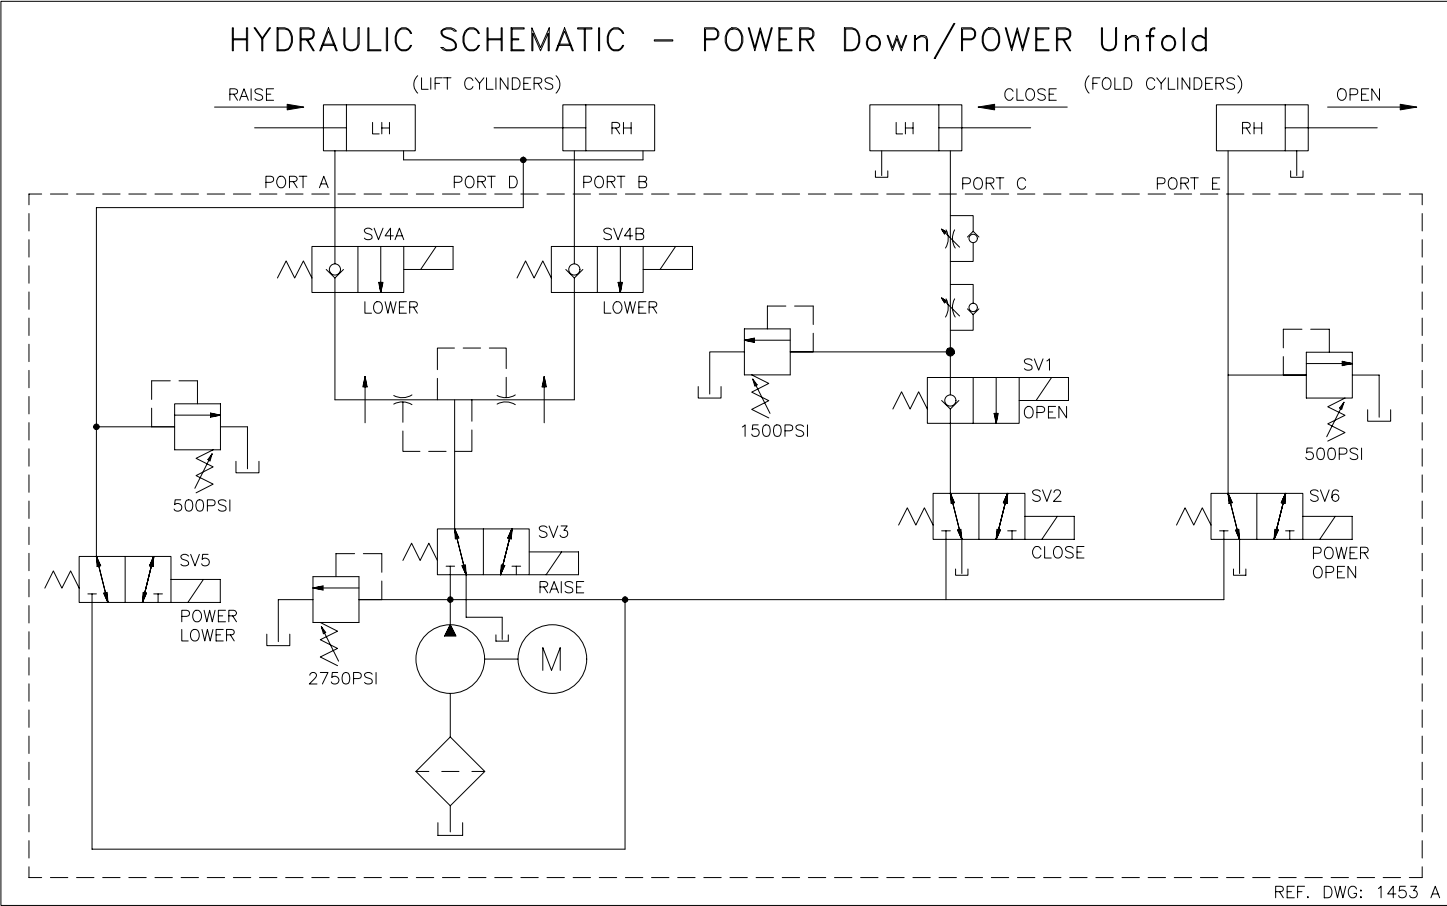 HYDRAULIC SCHEMATIC - POWER Down/POWER Unfold
(LIFT CYLINDERS)
(FOLD CYLINDERS)
RAISE
CLOSE
OPEN
LH
RH
LH
RH
PORT A
PORT D
PORT B
PORT C
PORT E
SV4A
LOWER
SV4B
LOWER
SV1
OPEN
1500PSI
500PSI
500PSI
SV2
CLOSE
SV6
POWER
OPEN
SV3
RAISE
SV5
POWER
LOWER
2750PSI
M
REF. DWG: 1453 A